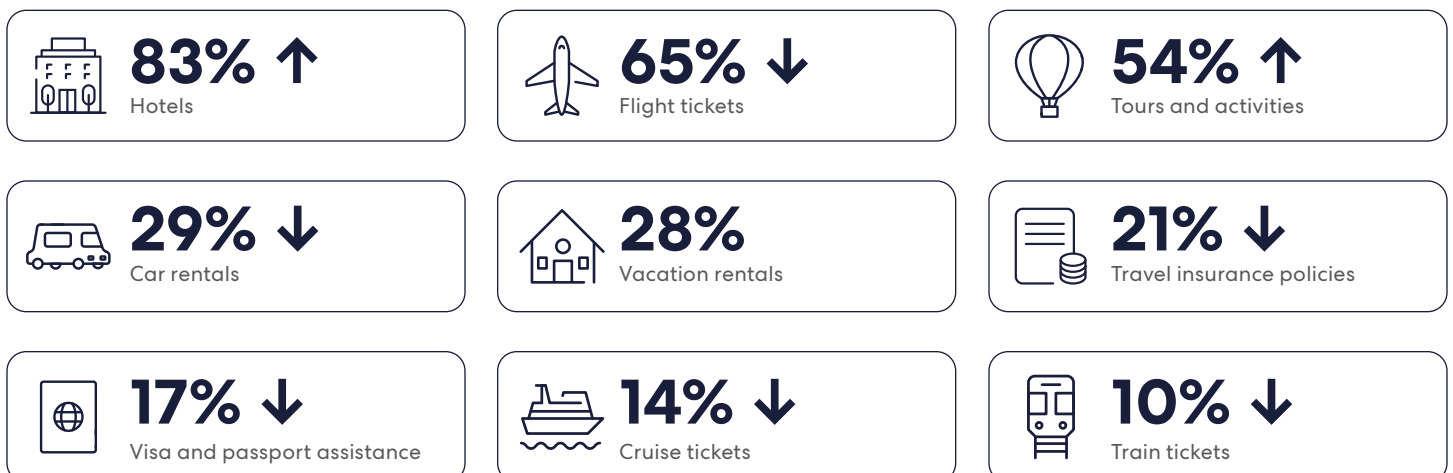 83% ↑
Hotels
65% ↓
Flight tickets
54% ↑
Tours and activities
29% ↓
Car rentals
28%
Vacation rentals
21% ↓
Travel insurance policies
17% ↓
Visa and passport assistance
14% ↓
Cruise tickets
10% ↓
Train tickets